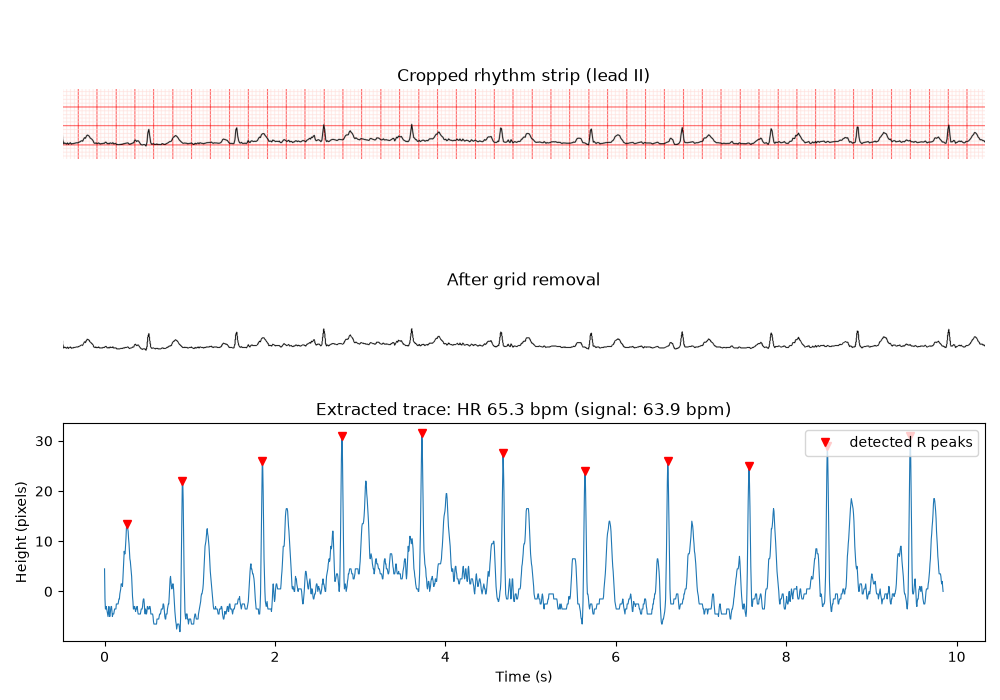 Cropped rhythm strip (lead II)
After grid removal
Extracted trace: HR 65.3 bpm (signal: 63.9 bpm)
detected R peaks
Height (pixels)
30
20
10
0
0 2 4 6 8 10
Time (s)